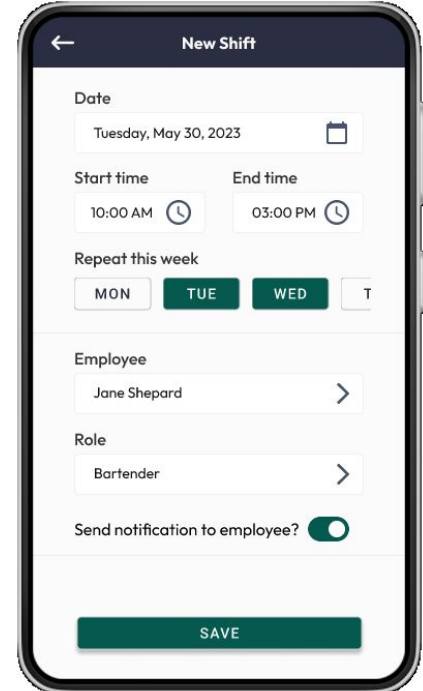 New Shift
Date
Tuesday, May 30, 2023
Start time End time
10:00 AM 03:00 PM
Repeat this week
MON TUE WED T
Employee
Jane Shepard
Role
Bartender
Send notification to employee?
SAVE